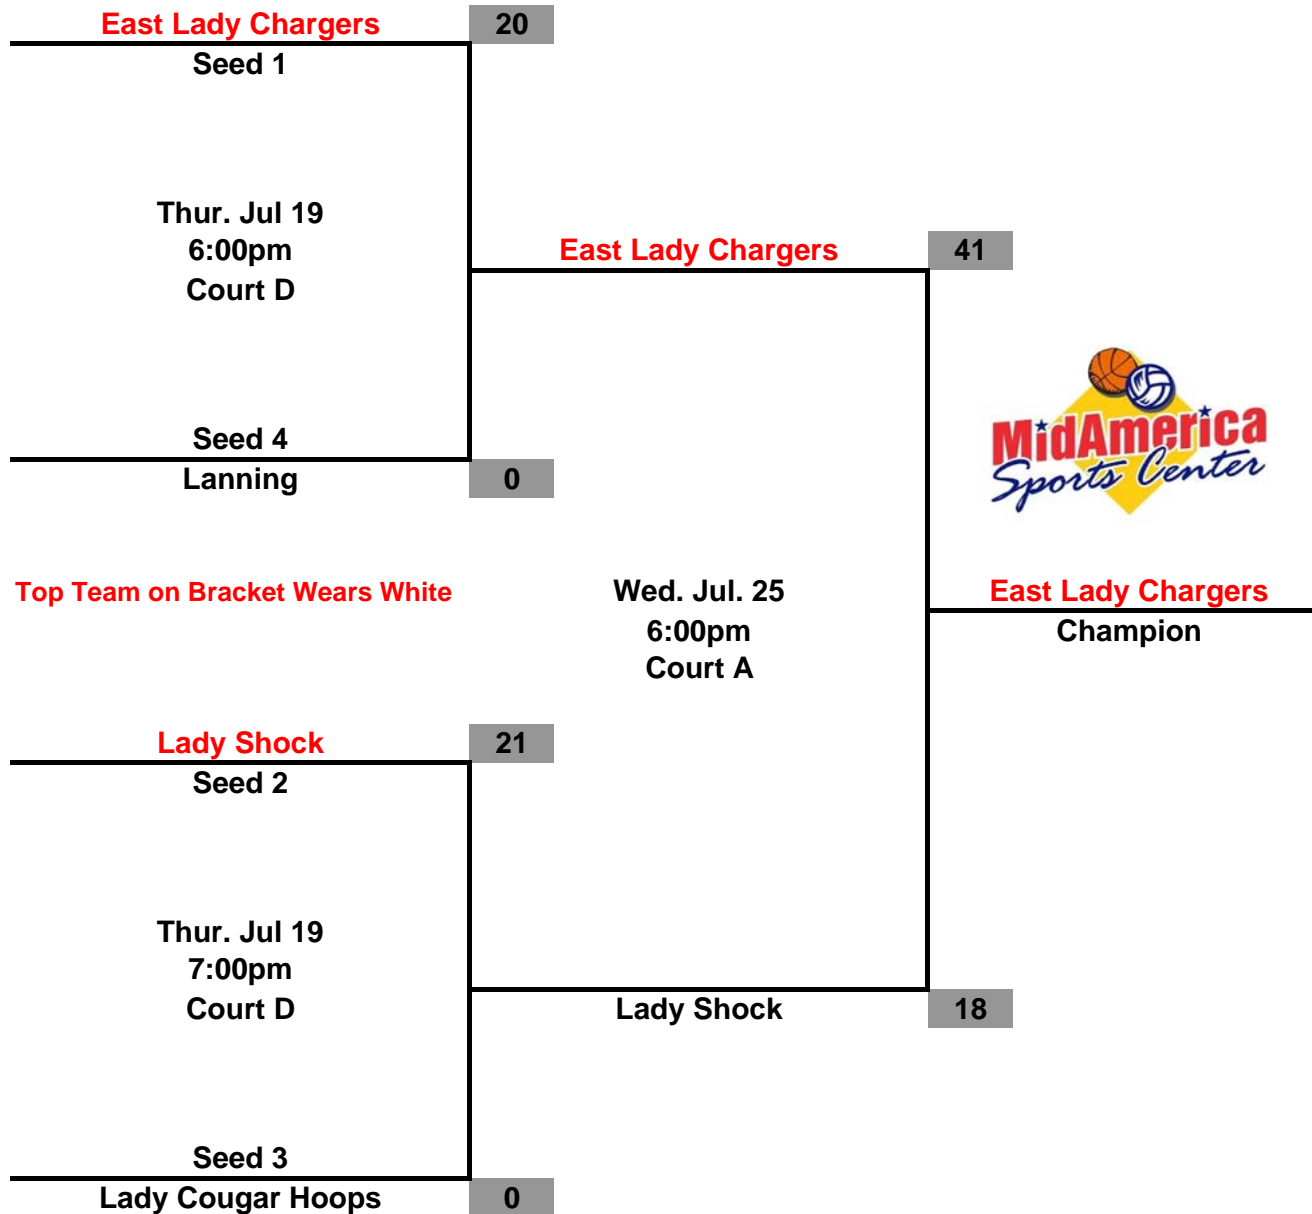 East Lady Chargers 20
Seed 1
Thur. Jul 19
6:00pm
Court D
East Lady Chargers 41
Seed 4
Lanning 0
MidAmerica
Sports Center
Top Team on Bracket Wears White
Wed. Jul. 25
6:00pm
Court A
East Lady Chargers
Champion
Lady Shock 21
Seed 2
Thur. Jul 19
7:00pm
Court D
Lady Shock 18
Seed 3
Lady Cougar Hoops 0